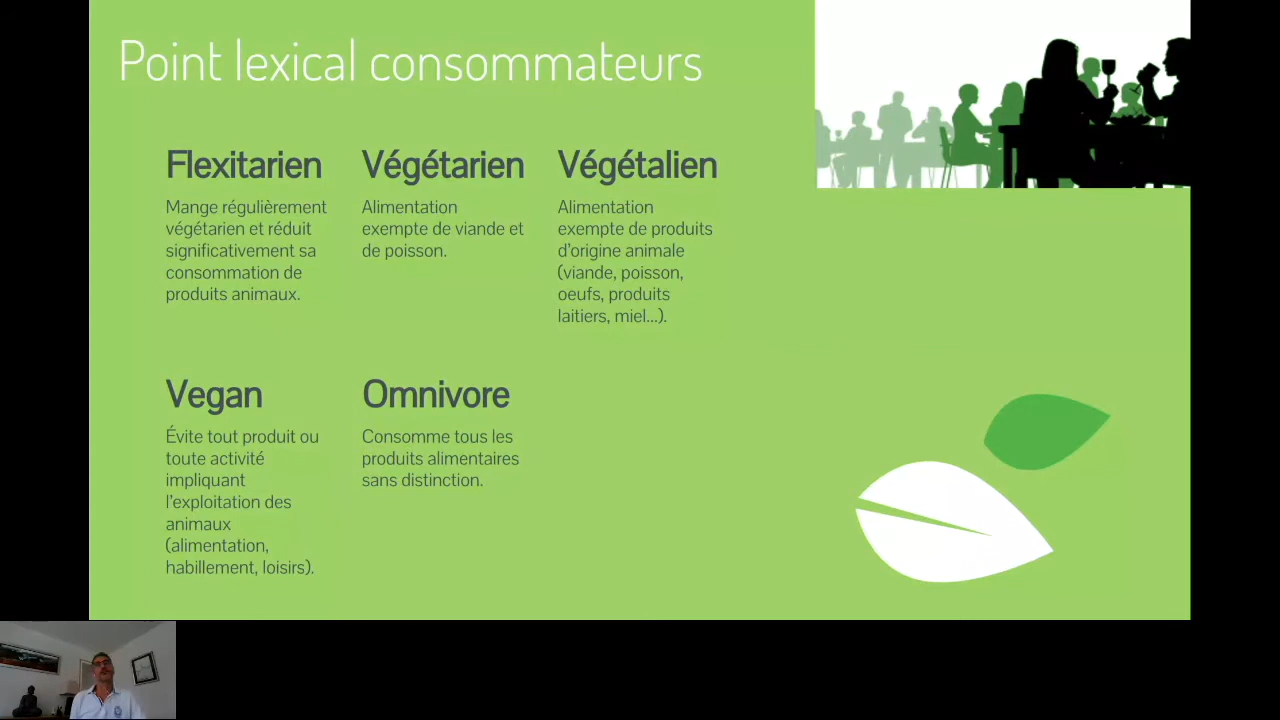 Point lexical consommateurs
Flexitarien
Mange régulièrement
végétarien et réduit
significativement sa
consommation de
produits animaux.
Végétarien
Alimentation
exempte de viande et
de poisson.
Végétalien
Alimentation
exempte de produits
d'origine animale
(viande, poisson,
oeufs, produits
laitiers, miel...).
Vegan
Évite tout produit ou
toute activité
impliquant
l'exploitation des
animaux
(alimentation,
habillement, loisirs).
Omnivore
Consomme tous les
produits alimentaires
sans distinction.